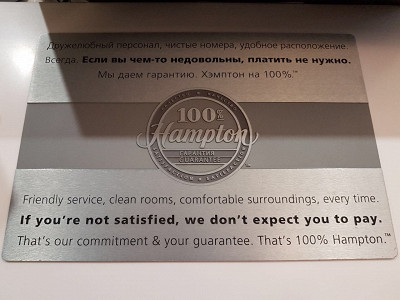 Дружелюбный персонал, чистые номера, удобное расположение.
Всегда. Если вы чем-то недовольны, платить не нужно.
Мы даем гарантию. Хэмптон на 100%.™
100%
Hampton
ГАРАНТИЯ
GUARANTEE
Friendly service, clean rooms, comfortable surroundings, every time.
If you're not satisfied, we don't expect you to pay.
That's our commitment & your guarantee. That's 100% Hampton.™